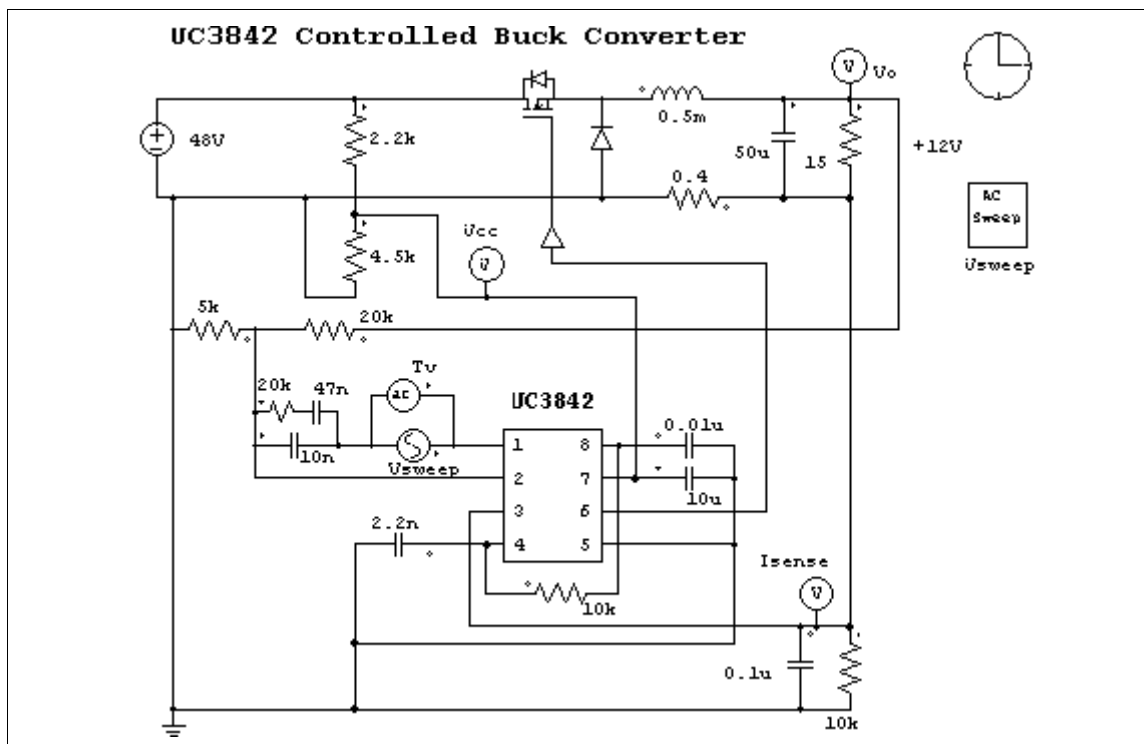 UC3842 Controlled Buck Converter
V
Vo
0.5m
48V
2.2k
50u
15
+12V
0.4
AC
Sweep
Vsweep
Vcc
V
4.5k
5k
20k
Tv
20k
47n
ac
UC3842
10n
Vsweep
1
8
0.01u
2
7
10u
3
6
2.2n
4
5
Isense
10k
V
0.1u
10k